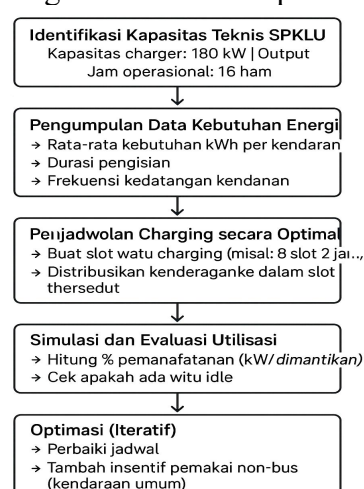 Identifikasi Kapasitas Teknis SPKLU
Kapasitas charger: 180 kW | Output
Jam operasional: 16 ham
Pengumpulan Data Kebutuhan Energi
→ Rata-rata kebutuhan kWh per kendaran
→ Durasi pengisian
→ Frekuensi kedatangan kendanan
Penjadwolan Charging secara Optimal
→ Buat slot watu charging (misal: 8 slot 2 jaı..,
→ Distribusikan kenderaganke dalam slot
thersedut
Simulasi dan Evaluasi Utilisasi
→ Hitung % pemanafatanan (kW/dimantikan)
→ Cek apakah ada witu idle
Optimasi (Iteratif)
→ Perbaiki jadwal
→ Tambah insentif pemakai non-bus
(kendaraan umum)